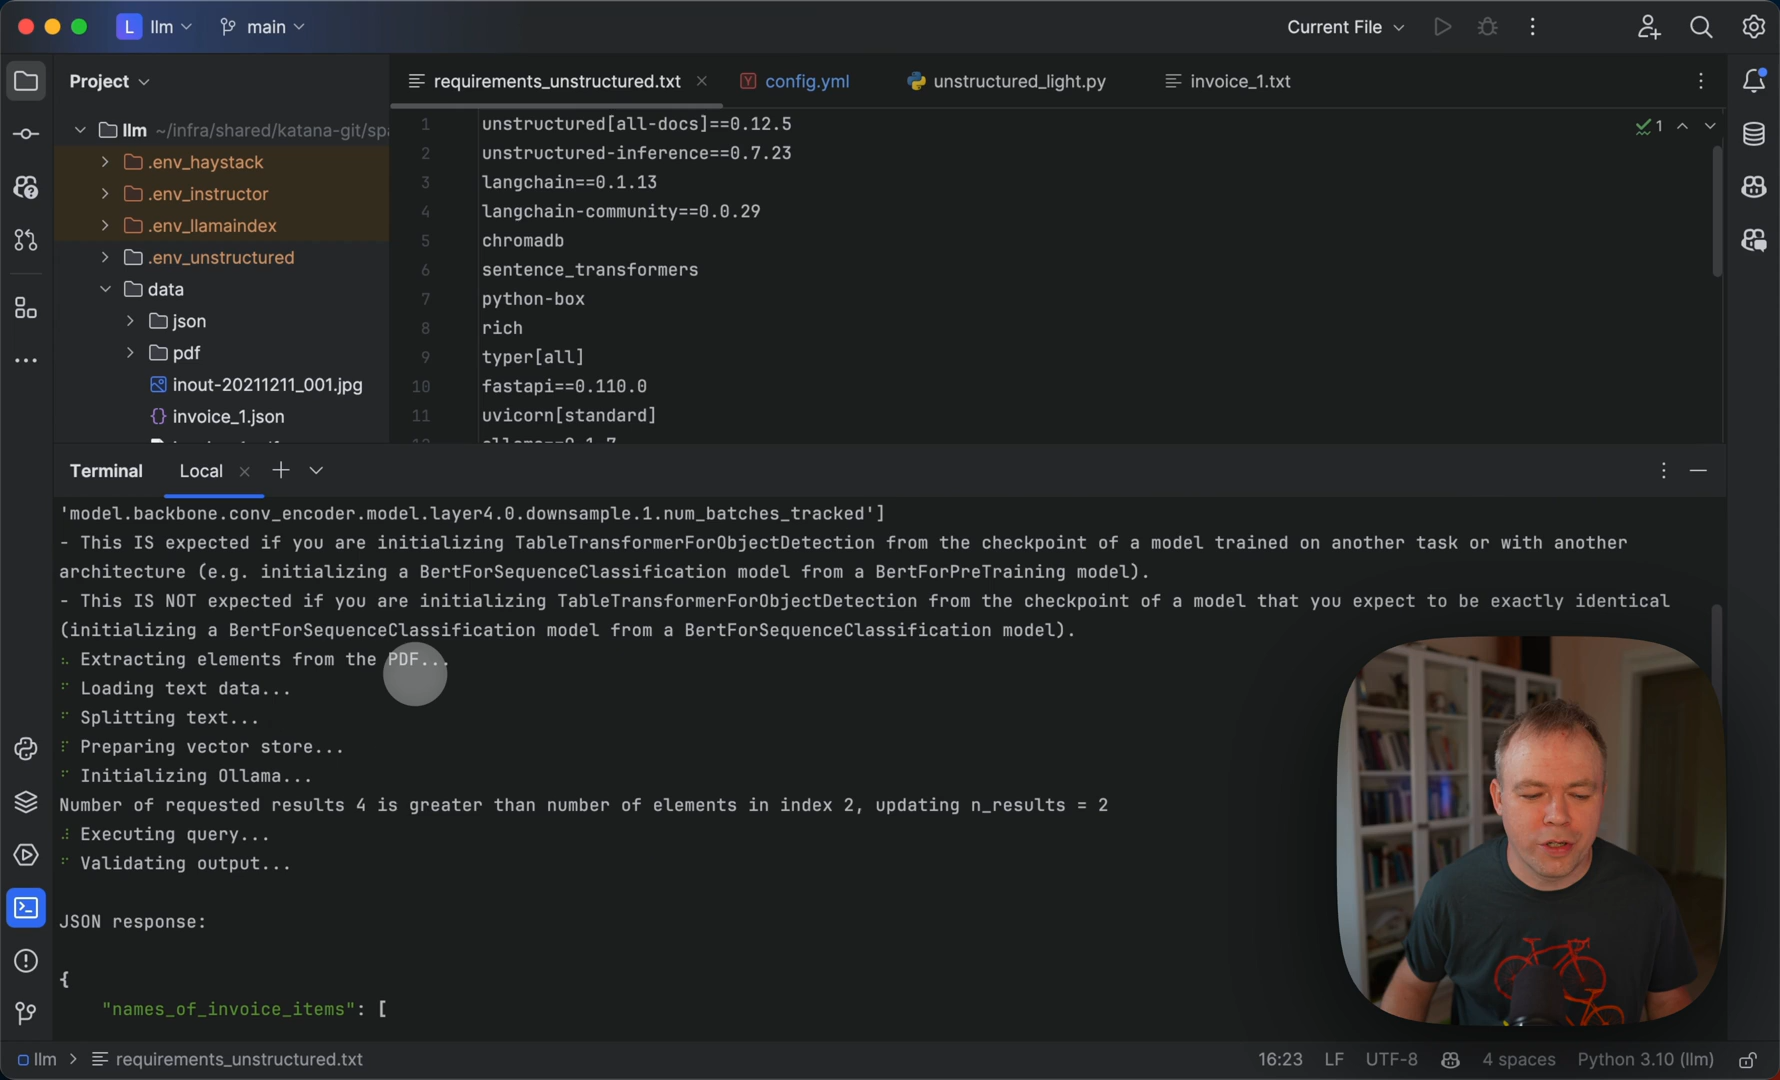 L llm main Current File
Project
requirements_unstructured.txt config.yml unstructured_light.py invoice_1.txt
llm ~/infra/shared/katana-git/sp
.env_haystack
.env_instructor
.env_llamaindex
.env_unstructured
data
json
pdf
inout-20211211_001.jpg
invoice_1.json
1 unstructured[all-docs]==0.12.5
2 unstructured-inference==0.7.23
3 langchain==0.1.13
4 langchain-community==0.0.29
5 chromadb
6 sentence_transformers
7 python-box
8 rich
9 typer[all]
10 fastapi==0.110.0
11 uvicorn[standard]
1
Terminal Local
'model.backbone.conv_encoder.model.layer4.0.downsample.1.num_batches_tracked']
- This IS expected if you are initializing TableTransformerForObjectDetection from the checkpoint of a model trained on another task or with another
architecture (e.g. initializing a BertForSequenceClassification model from a BertForPreTraining model).
- This IS NOT expected if you are initializing TableTransformerForObjectDetection from the checkpoint of a model that you expect to be exactly identical
(initializing a BertForSequenceClassification model from a BertForSequenceClassification model).
Extracting elements from the PDF...
Loading text data...
Splitting text...
Preparing vector store...
Initializing Ollama...
Number of requested results 4 is greater than number of elements in index 2, updating n_results = 2
Executing query...
Validating output...
JSON response:
{
"names_of_invoice_items": [
llm > requirements_unstructured.txt 16:23 LF UTF-8 4 spaces Python 3.10 (llm)